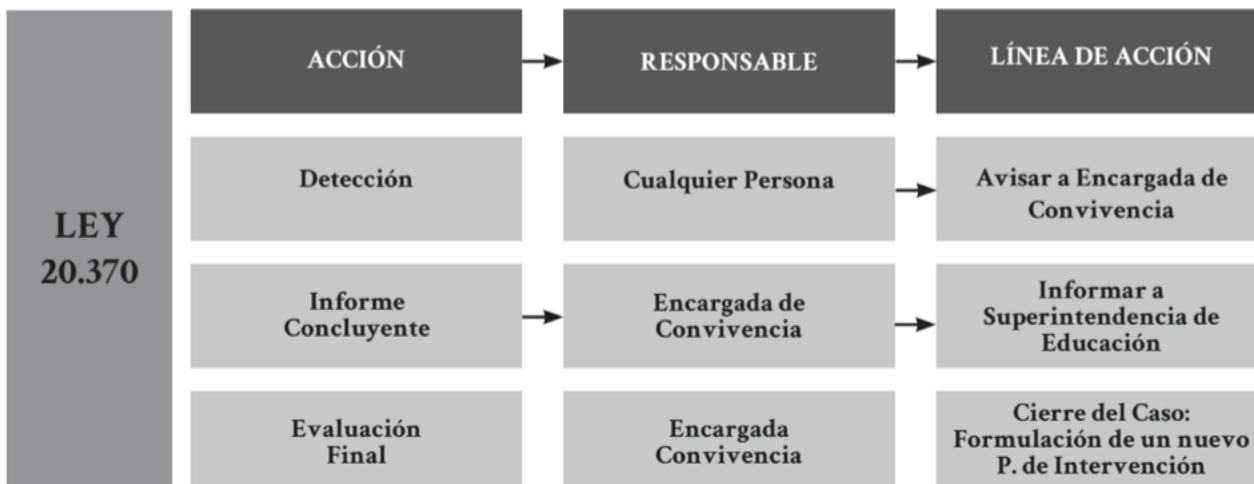 LEY
20.370
ACCIÓN
RESPONSABLE
LÍNEA DE ACCIÓN
Detección
Cualquier Persona
Avisar a Encargada de
Convivencia
Informe
Concluyente
Encargada de
Convivencia
Informar a
Superintendencia de
Educación
Evaluación
Final
Encargada
Convivencia
Cierre del Caso:
Formulación de un nuevo
P. de Intervención